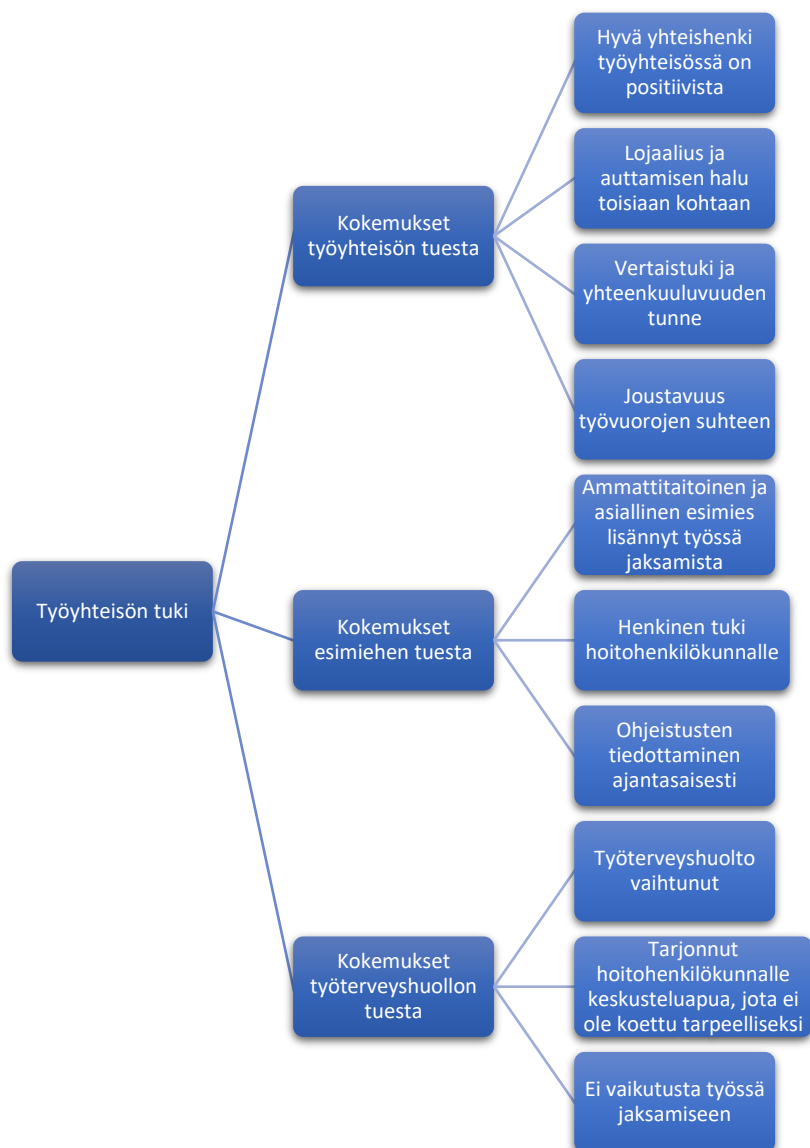 Työyhteisön tuki
Kokemukset
työyhteisön tuesta
Hyvä yhteishenki
työyhteisössä on
positiivista
Lojaalius ja
auttamisen halu
toisiaan kohtaan
Vertaistuki ja
yhteenkuuluvuuden
tunne
Joustavuus
työvuorojen suhteen
Kokemukset
esimiehen tuesta
Ammattitaitoinen ja
asiallinen esimies
lisännyt työssä
jaksamista
Henkinen tuki
hoitohenkilökunnalle
Ohjeistusten
tiedottaminen
ajantasaisesti
Kokemukset
työterveyshuollon
tuesta
Työterveyshuolto
vaihtunut
Tarjonnut
hoitohenkilökunnalle
keskusteluapua, jota ei
ole koettu tarpeelliseksi
Ei vaikutusta työssä
jaksamiseen